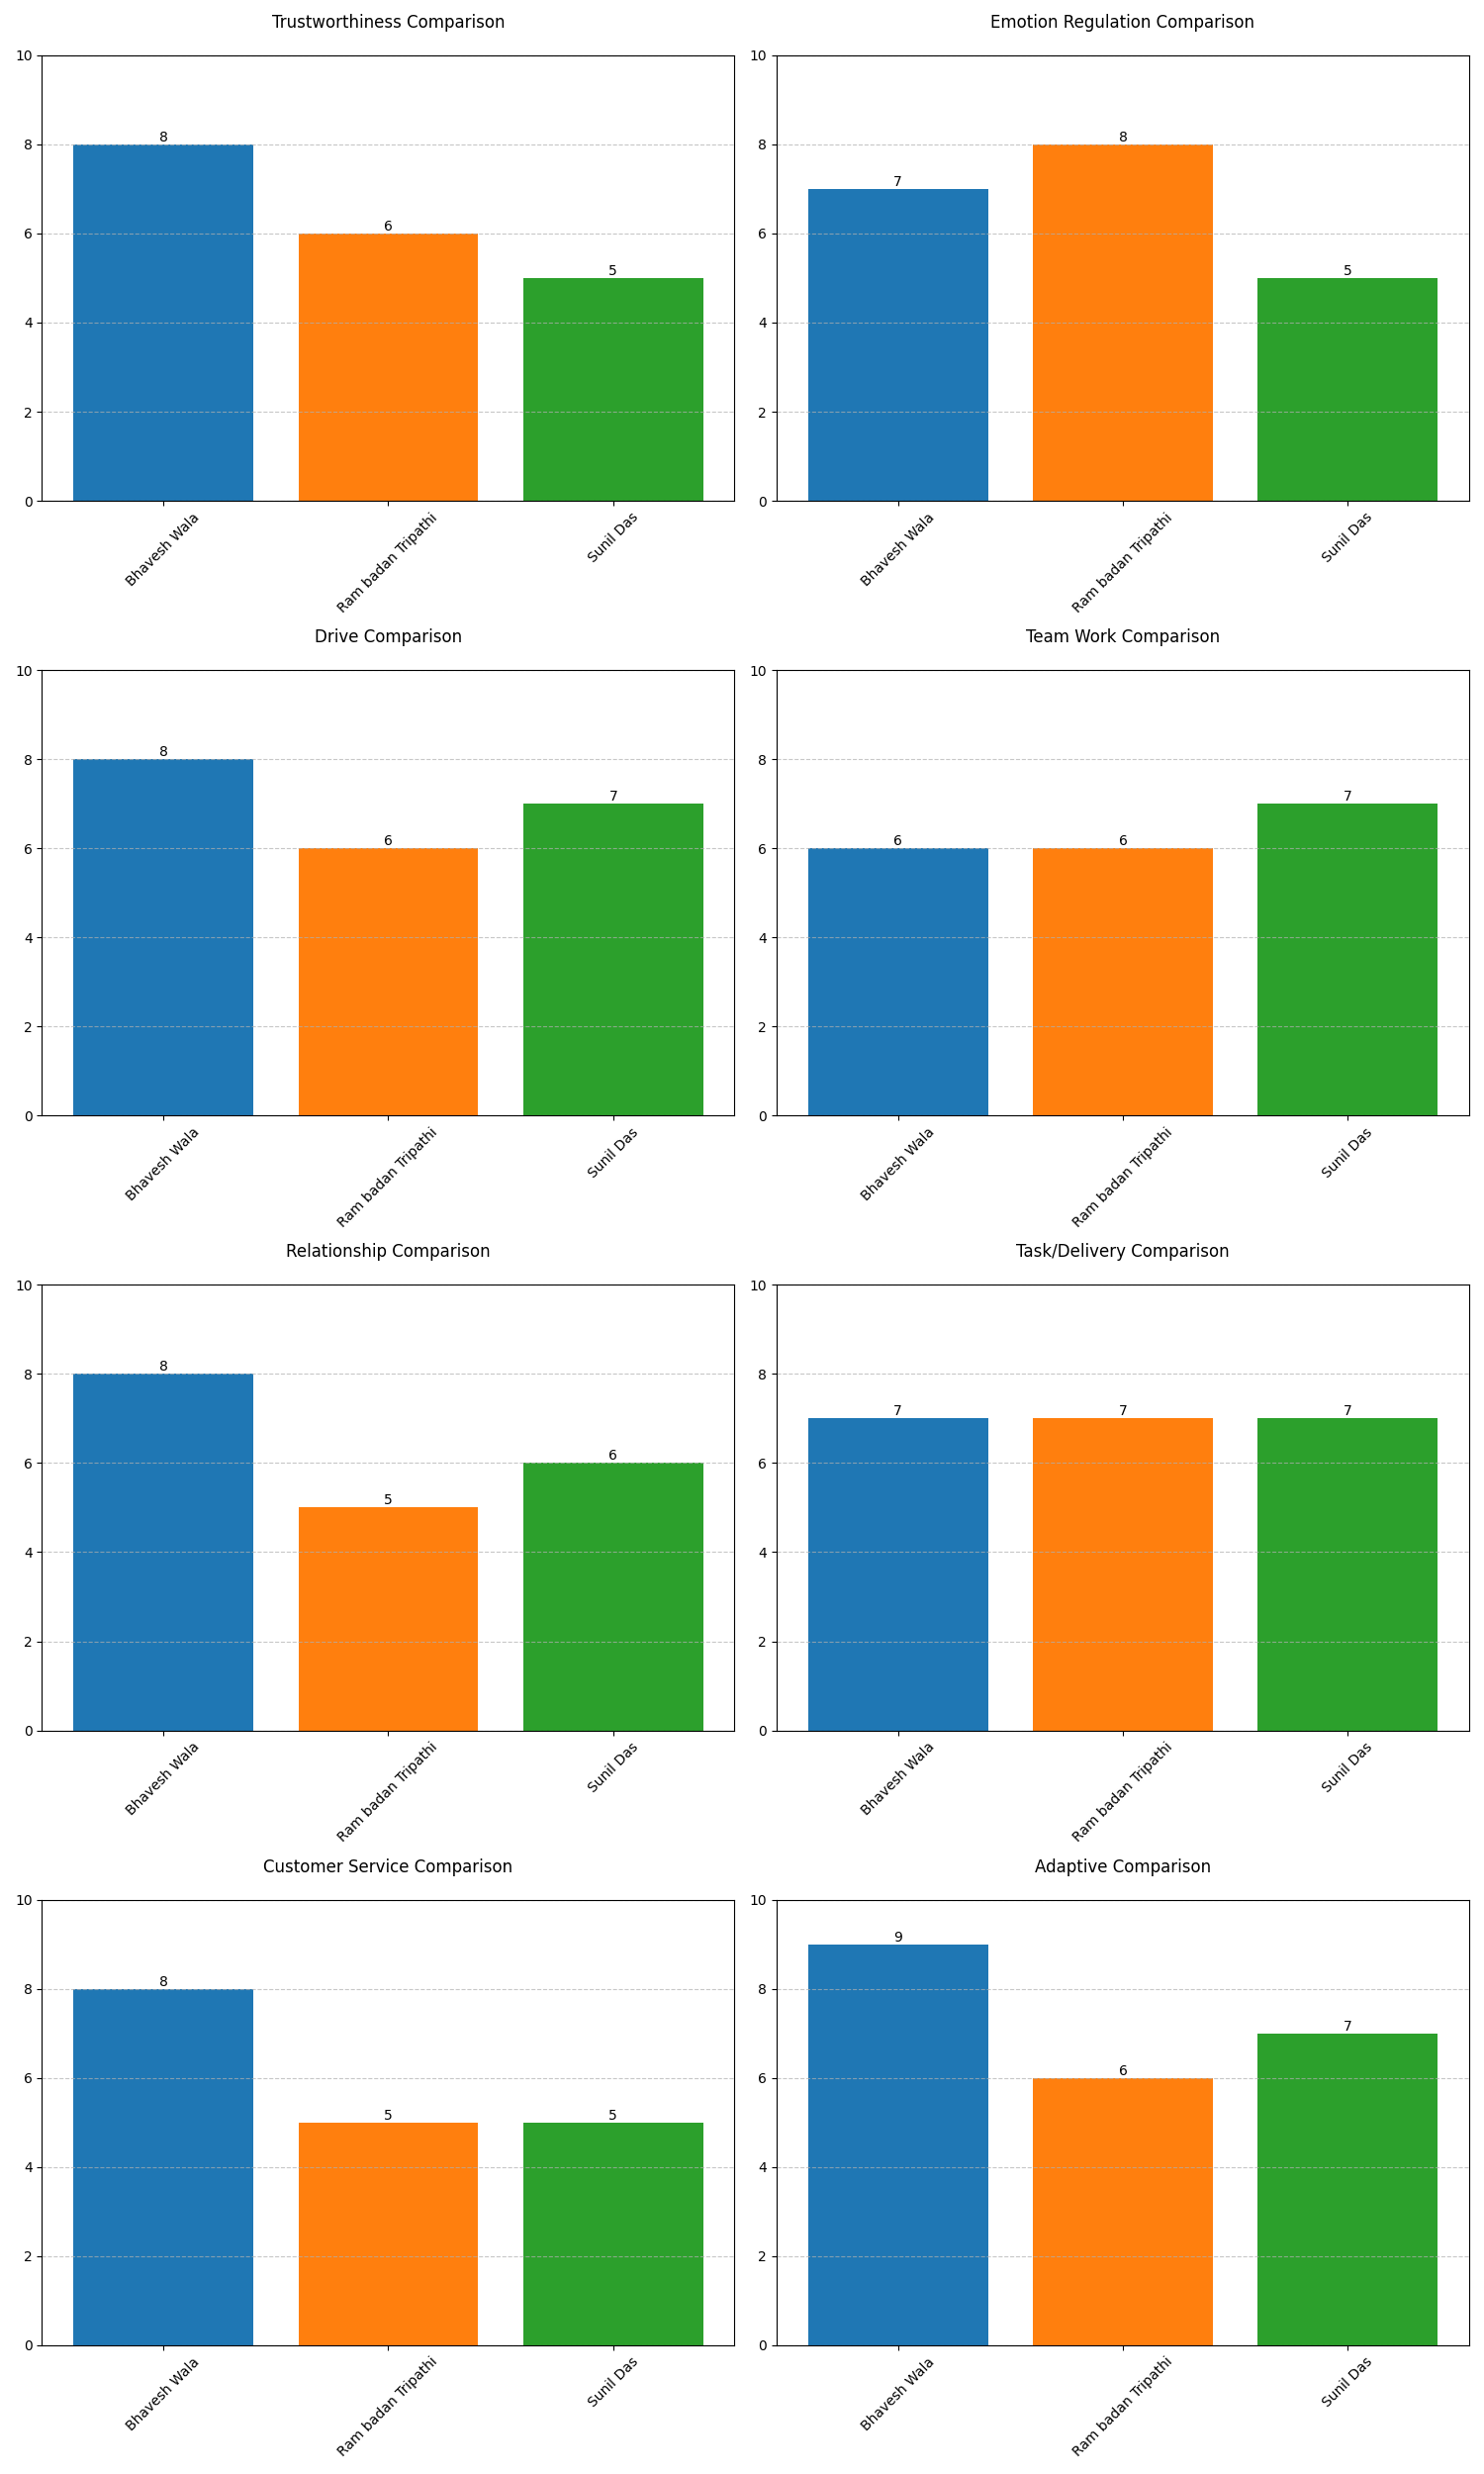 Trustworthiness Comparison
10
8
6
4
2
0
8
6
5
Bhavesh Wala
Ram badan Tripathi
Sunil Das
Emotion Regulation Comparison
10
8
6
4
2
0
7
8
5
Bhavesh Wala
Ram badan Tripathi
Sunil Das
Drive Comparison
10
8
6
4
2
0
8
6
7
Bhavesh Wala
Ram badan Tripathi
Sunil Das
Team Work Comparison
10
8
6
4
2
0
6
6
7
Bhavesh Wala
Ram badan Tripathi
Sunil Das
Relationship Comparison
10
8
6
4
2
0
8
5
6
Bhavesh Wala
Ram badan Tripathi
Sunil Das
Task/Delivery Comparison
10
8
6
4
2
0
7
7
7
Bhavesh Wala
Ram badan Tripathi
Sunil Das
Customer Service Comparison
10
8
6
4
2
0
8
5
5
Bhavesh Wala
Ram badan Tripathi
Sunil Das
Adaptive Comparison
10
8
6
4
2
0
9
6
7
Bhavesh Wala
Ram badan Tripathi
Sunil Das